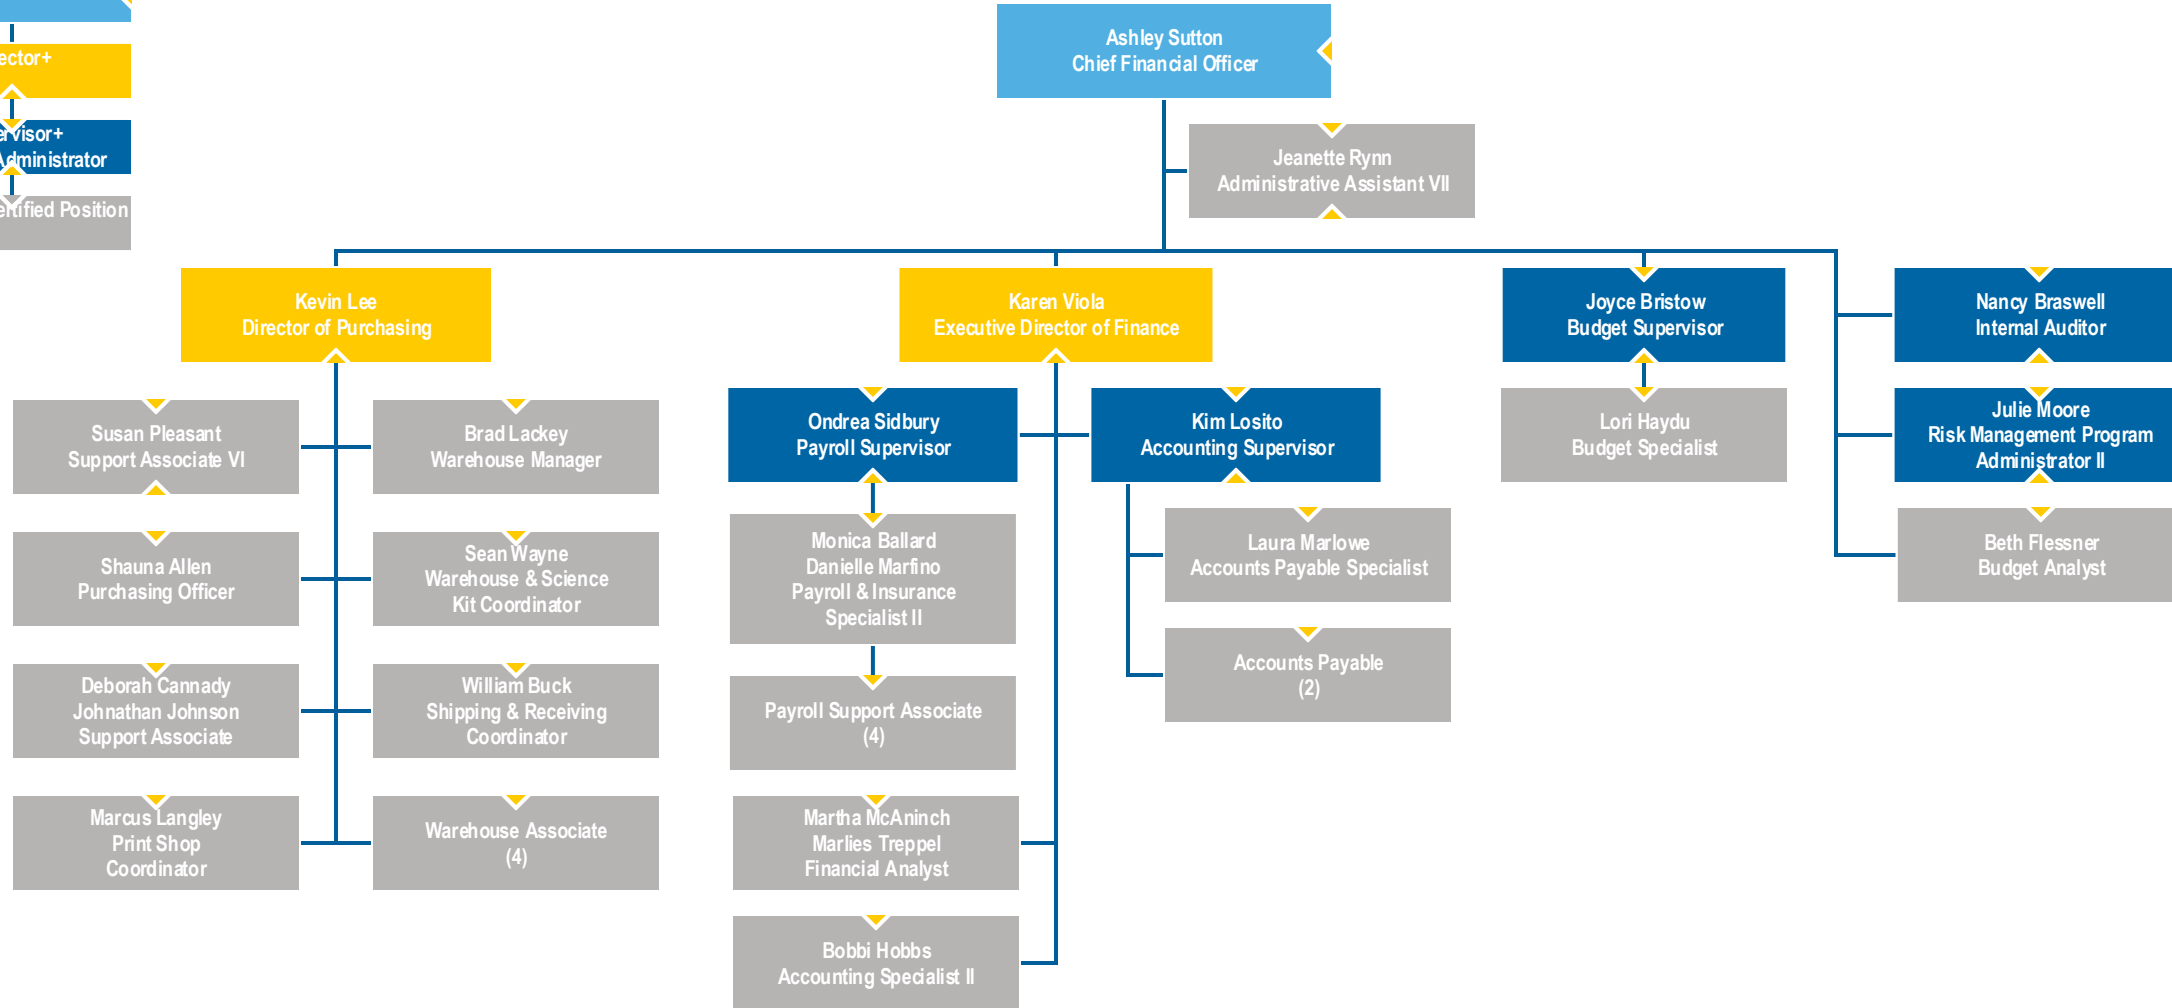 Ashley Sutton
Chief Financial Officer
Administrator
Position
Jeanette Rynn
Administrative Assistant VII
Kevin Lee
Director of Purchasing
Karen Viola
Executive Director of Finance
Joyce Bristow
Budget Supervisor
Nancy Braswell
Internal Auditor
Susan Pleasant
Support Associate VI
Brad Lackey
Warehouse Manager
Ondrea Sidbury
Payroll Supervisor
Kim Losito
Accounting Supervisor
Lori Haydu
Budget Specialist
Julie Moore
Risk Management Program
Administrator II
Shauna Allen
Purchasing Officer
Sean Wayne
Warehouse & Science
Kit Coordinator
Monica Ballard
Danielle Marfino
Payroll & Insurance
Specialist II
Laura Marlowe
Accounts Payable Specialist
Beth Flessner
Budget Analyst
Deborah Cannady
Johnathan Johnson
Support Associate
William Buck
Shipping & Receiving
Coordinator
Payroll Support Associate
(4)
Accounts Payable
(2)
Marcus Langley
Print Shop
Coordinator
Warehouse Associate
(4)
Martha McAninch
Marlies Treppel
Financial Analyst
Bobbi Hobbs
Accounting Specialist II